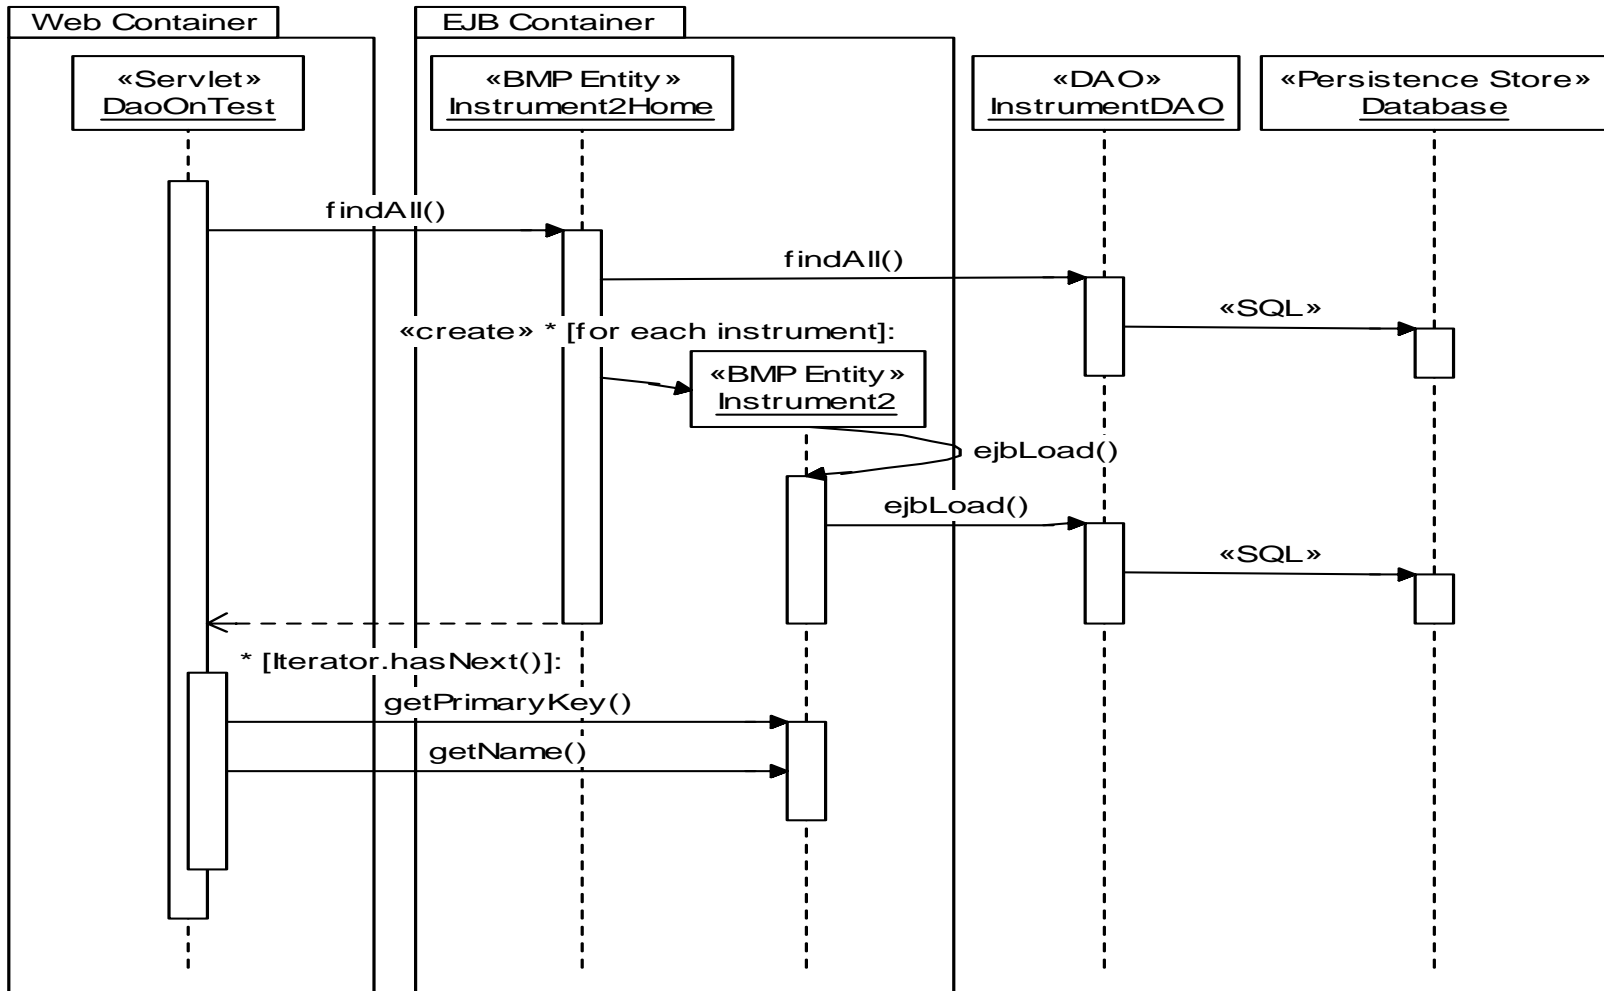 Web Container
EJB Container
«Servlet»
DaoOnTest
«BMP Entity»
Instrument2Home
«DAO»
InstrumentDAO
«Persistence Store»
Database
findAll()
findAll()
«SQL»
«create» * [for each instrument]:
«BMP Entity»
Instrument2
ejbLoad()
ejbLoad()
«SQL»
* [Iterator.hasNext()]:
getPrimaryKey()
getName()